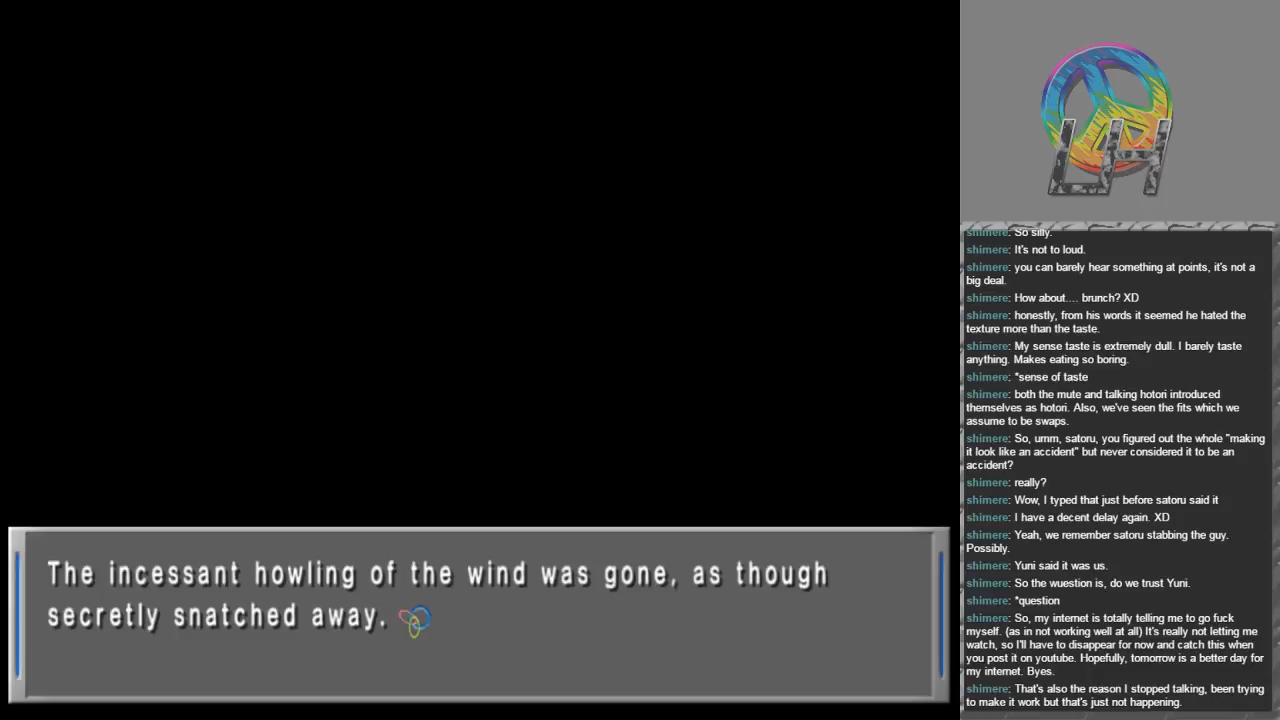 LH
shimere: So silly.
shimere: It's not to loud.
shimere: you can barely hear something at points, it's not a
big deal.
shimere: How about.... brunch? XD
shimere: honestly, from his words it seemed he hated the
texture more than the taste.
shimere: My sense taste is extremely dull. I barely taste
anything. Makes eating so boring.
shimere: *sense of taste
shimere: both the mute and talking hotori introduced
themselves as hotori. Also, we've seen the fits which we
assume to be swaps.
shimere: So, umm, satoru, you figured out the whole "making
it look like an accident" but never considered it to be an
accident?
shimere: really?
shimere: Wow, I typed that just before satoru said it
shimere: I have a decent delay again. XD
shimere: Yeah, we remember satoru stabbing the guy.
Possibly.
shimere: Yuni said it was us.
shimere: So the wuestion is, do we trust Yuni.
shimere: *question
shimere: So, my internet is totally telling me to go fuck
myself. (as in not working well at all) It's really not letting me
watch, so I'll have to disappear for now and catch this when
you post it on youtube. Hopefully, tomorrow is a better day for
my internet. Byes.
shimere: That's also the reason I stopped talking, been trying
to make it work but that's just not happening.
The incessant howling of the wind was gone, as though
secretly snatched away.